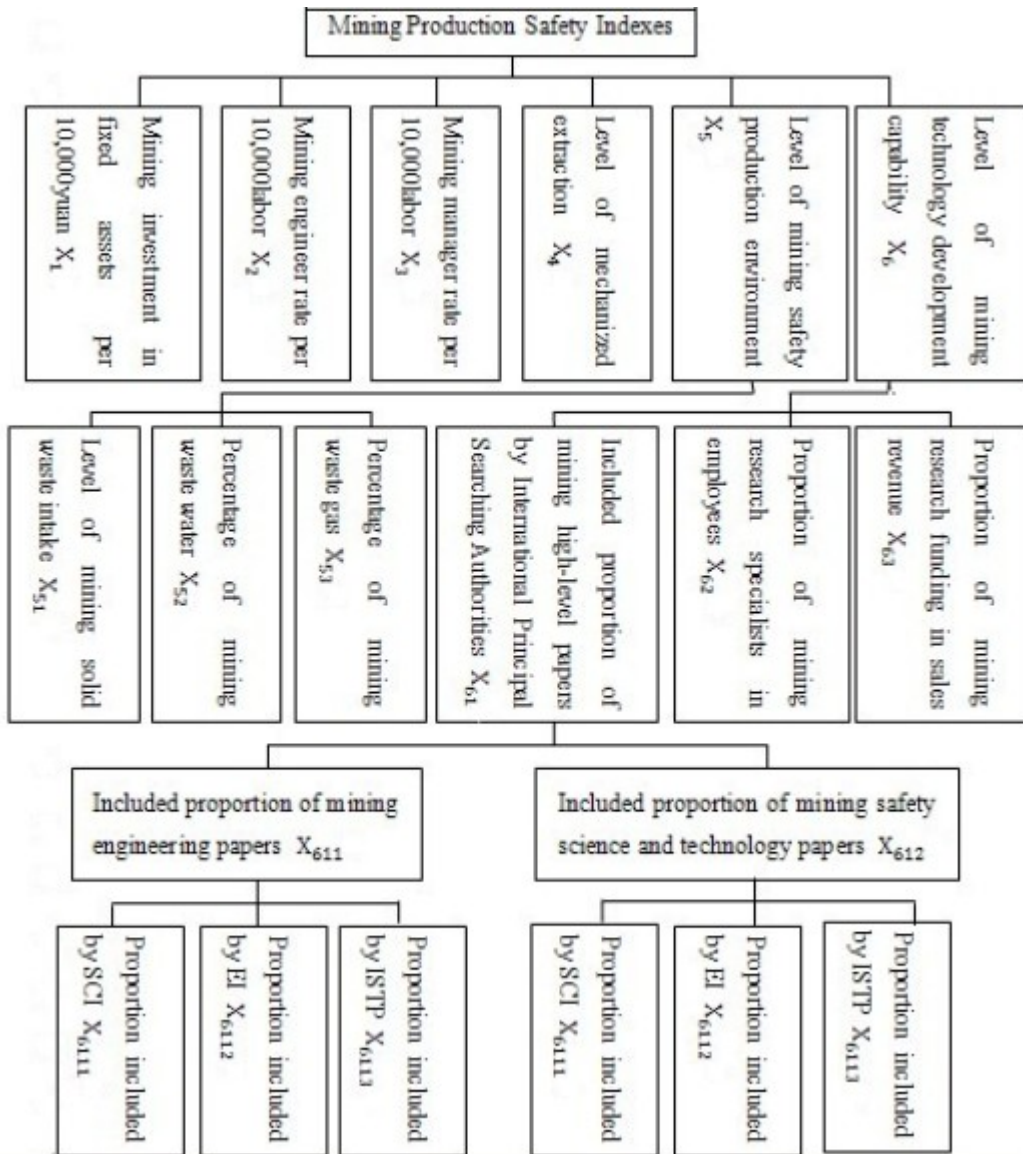 Mining Production Safety Indexes
Mining investment in
fixed assets per
10,000yuan X₁
Mining engineer rate per
10,000labor X₂
Mining manager rate per
10,000labor X₃
Level of mechanized
extraction X₄
Level of mining safety
production environment
X₅
Level of mining
technology development
capability X₆
Level of mining solid
waste intake X₅₁
Percentage of mining
waste water X₅₂
Percentage of mining
waste gas X₅₃
Included proportion of
mining high-level papers
by International Principal
Searching Authorities X₆₁
Proportion of mining
research specialists in
employees X₆₂
Proportion of mining
research funding in sales
revenue X₆₃
Included proportion of mining
engineering papers X₆₁₁
Included proportion of mining safety
science and technology papers X₆₁₂
Proportion included
by SCI X₆₁₁₁
Proportion included
by EI X₆₁₁₂
Proportion included
by ISTP X₆₁₁₃
Proportion included
by SCI X₆₁₁₁
Proportion included
by EI X₆₁₁₂
Proportion included
by ISTP X₆₁₁₃